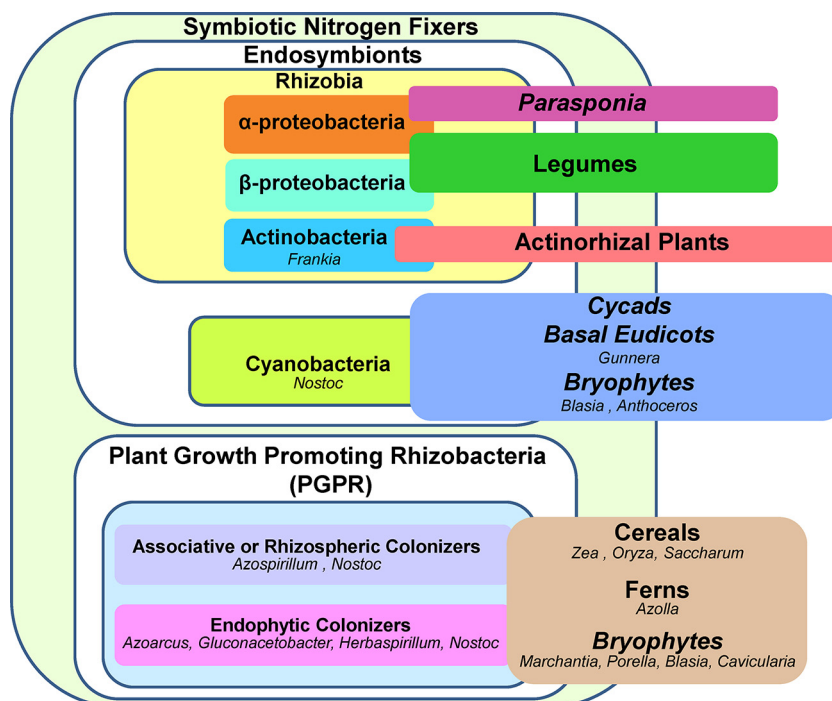 Symbiotic Nitrogen Fixers
Endosymbionts
Rhizobia
α-proteobacteria
Parasponia
Legumes
β-proteobacteria
Actinobacteria
Frankia
Actinorhizal Plants
Cyanobacteria
Nostoc
Cycads
Basal Eudicots
Gunnera
Bryophytes
Blasia , Anthoceros
Plant Growth Promoting Rhizobacteria
(PGPR)
Associative or Rhizospheric Colonizers
Azospirillum , Nostoc
Endophytic Colonizers
Azoarcus, Gluconacetobacter, Herbaspirillum, Nostoc
Cereals
Zea , Oryza, Saccharum
Ferns
Azolla
Bryophytes
Marchantia, Porella, Blasia, Cavicularia